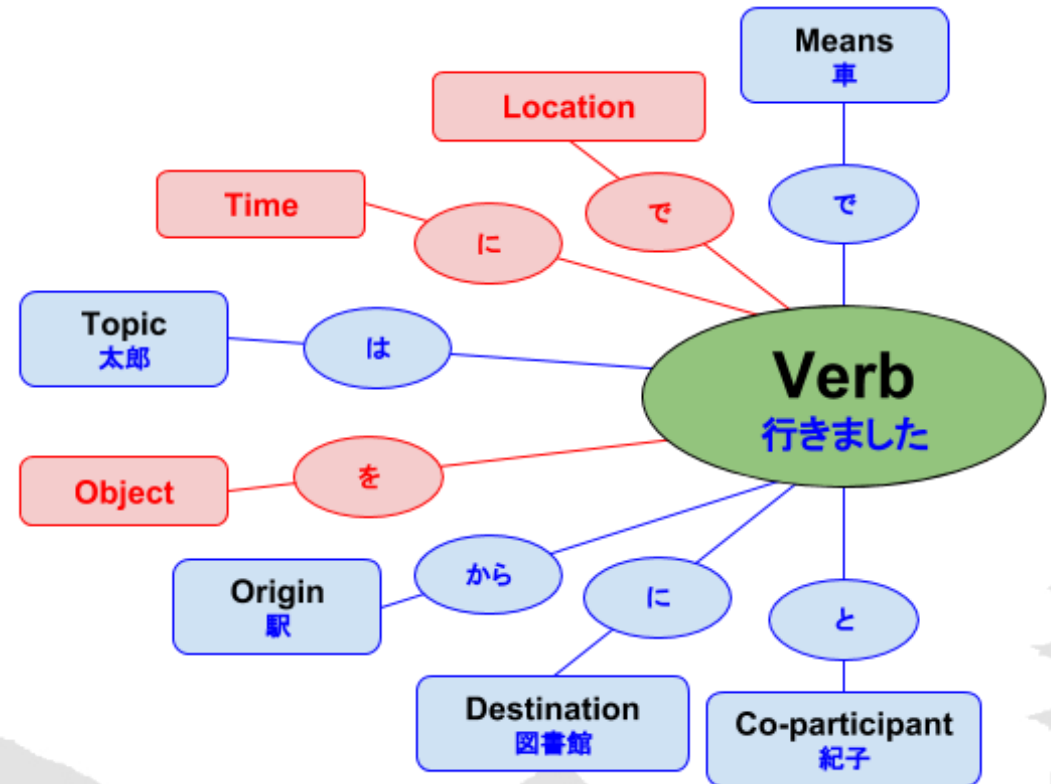 Means
車
Location
で
Time
で
に
Topic
太郎
は
Verb
行きました
を
Object
から
Origin
駅
に
と
Destination
図書館
Co-participant
紀子